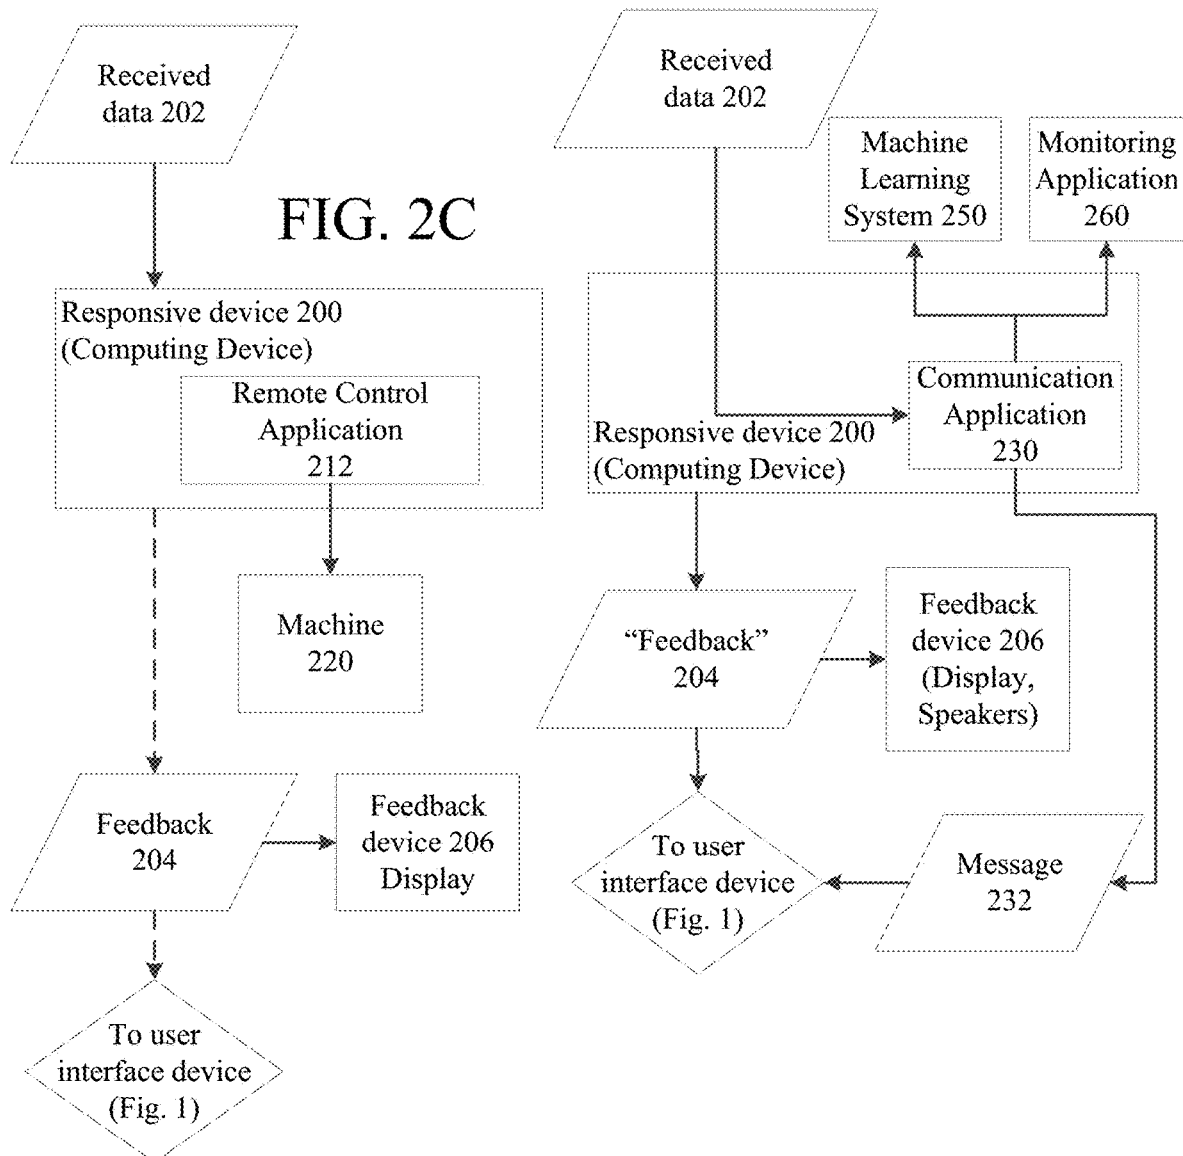 Received
data 202
FIG. 2C
Responsive device 200
(Computing Device)
Remote Control
Application
212
Machine
220
Feedback
204
Feedback
device 206
Display
To user
interface device
(Fig. 1)
Received
data 202
Machine
Learning
System 250
Monitoring
Application
260
Communication
Application
230
Responsive device 200
(Computing Device)
“Feedback”
204
Feedback
device 206
(Display,
Speakers)
To user
interface device
(Fig. 1)
Message
232